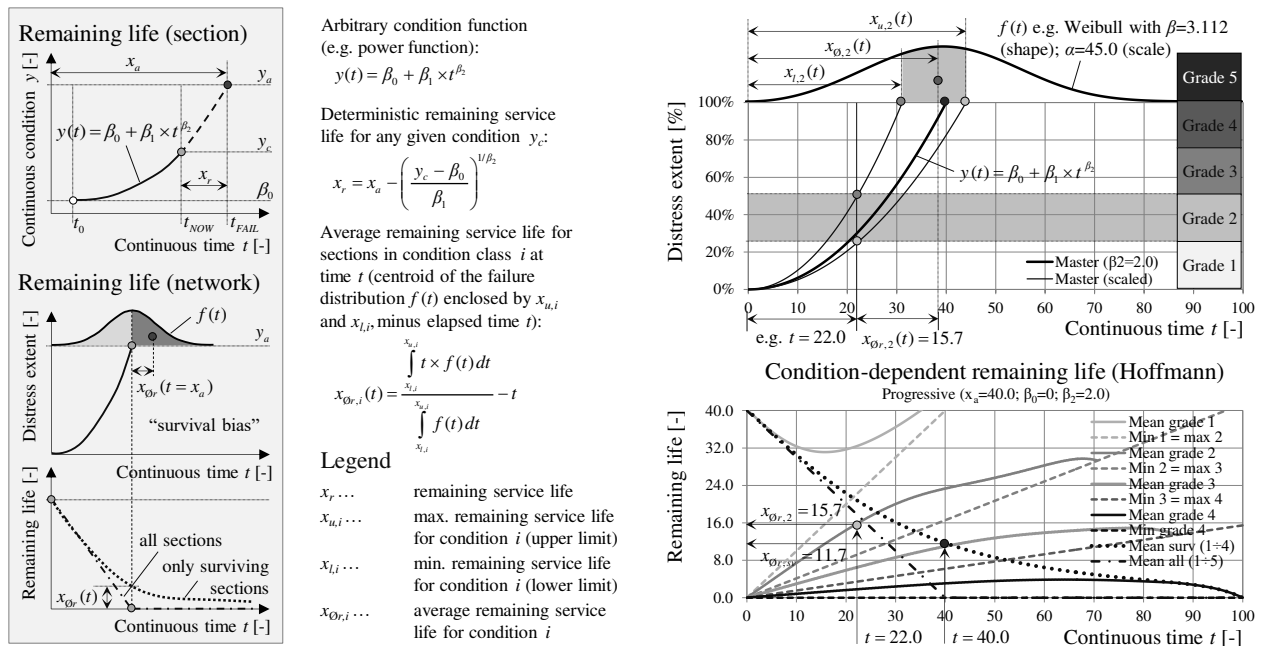 Remaining life (section)
Continuous condition y [-]
x_a
y_a
y(t) = β_0 + β_1 × t^β_2
y_c
x_r
β_0
t_0
t_NOW
t_FAIL
Continuous time t [-]
Remaining life (network)
Distress extent [-]
f(t)
y_a
x_Ør(t = x_a)
“survival bias”
Continuous time t [-]
Remaining life [-]
all sections
only surviving
sections
x_Ør(t)
Continuous time t [-]
Arbitrary condition function
(e.g. power function):
y(t) = β_0 + β_1 × t^β_2
Deterministic remaining service
life for any given condition y_c:
x_r = x_a − ((y_c − β_0)/β_1)^(1/β_2)
Average remaining service life for
sections in condition class i at
time t (centroid of the failure
distribution f(t) enclosed by x_u,i
and x_l,i, minus elapsed time t):
x_Ør,i(t) = (∫_{x_l,i}^{x_u,i} t × f(t)dt)/(∫_{x_l,i}^{x_u,i} f(t)dt) − t
Legend
x_r … remaining service life
x_u,i … max. remaining service life
for condition i (upper limit)
x_l,i … min. remaining service life
for condition i (lower limit)
x_Ør,i … average remaining service
life for condition i
x_u,2(t)
x_Ø,2(t)
x_l,2(t)
f(t) e.g. Weibull with β=3.112
(shape); α=45.0 (scale)
Distress extent [%]
100%
80%
60%
40%
20%
0%
Grade 5
Grade 4
Grade 3
Grade 2
Grade 1
y(t) = β_0 + β_1 × t^β_2
Master (β2=2.0)
Master (scaled)
0 10 20 30 40 50 60 70 80 90 100
Continuous time t [-]
e.g. t = 22.0
x_Ør,2(t) = 15.7
Condition-dependent remaining life (Hoffmann)
Progressive (x_a=40.0; β_0=0; β_2=2.0)
Remaining life [-]
40.0
32.0
24.0
16.0
8.0
0.0
x_Ør,2 = 15.7
x_Ør,sv = 11.7
Mean grade 1
Min 1 = max 2
Mean grade 2
Min 2 = max 3
Mean grade 3
Min 3 = max 4
Mean grade 4
Min grade 4
Mean surv (1÷4)
Mean all (1÷5)
0 10 20 30 40 50 60 70 80 90 100
t = 22.0
t = 40.0
Continuous time t [-]